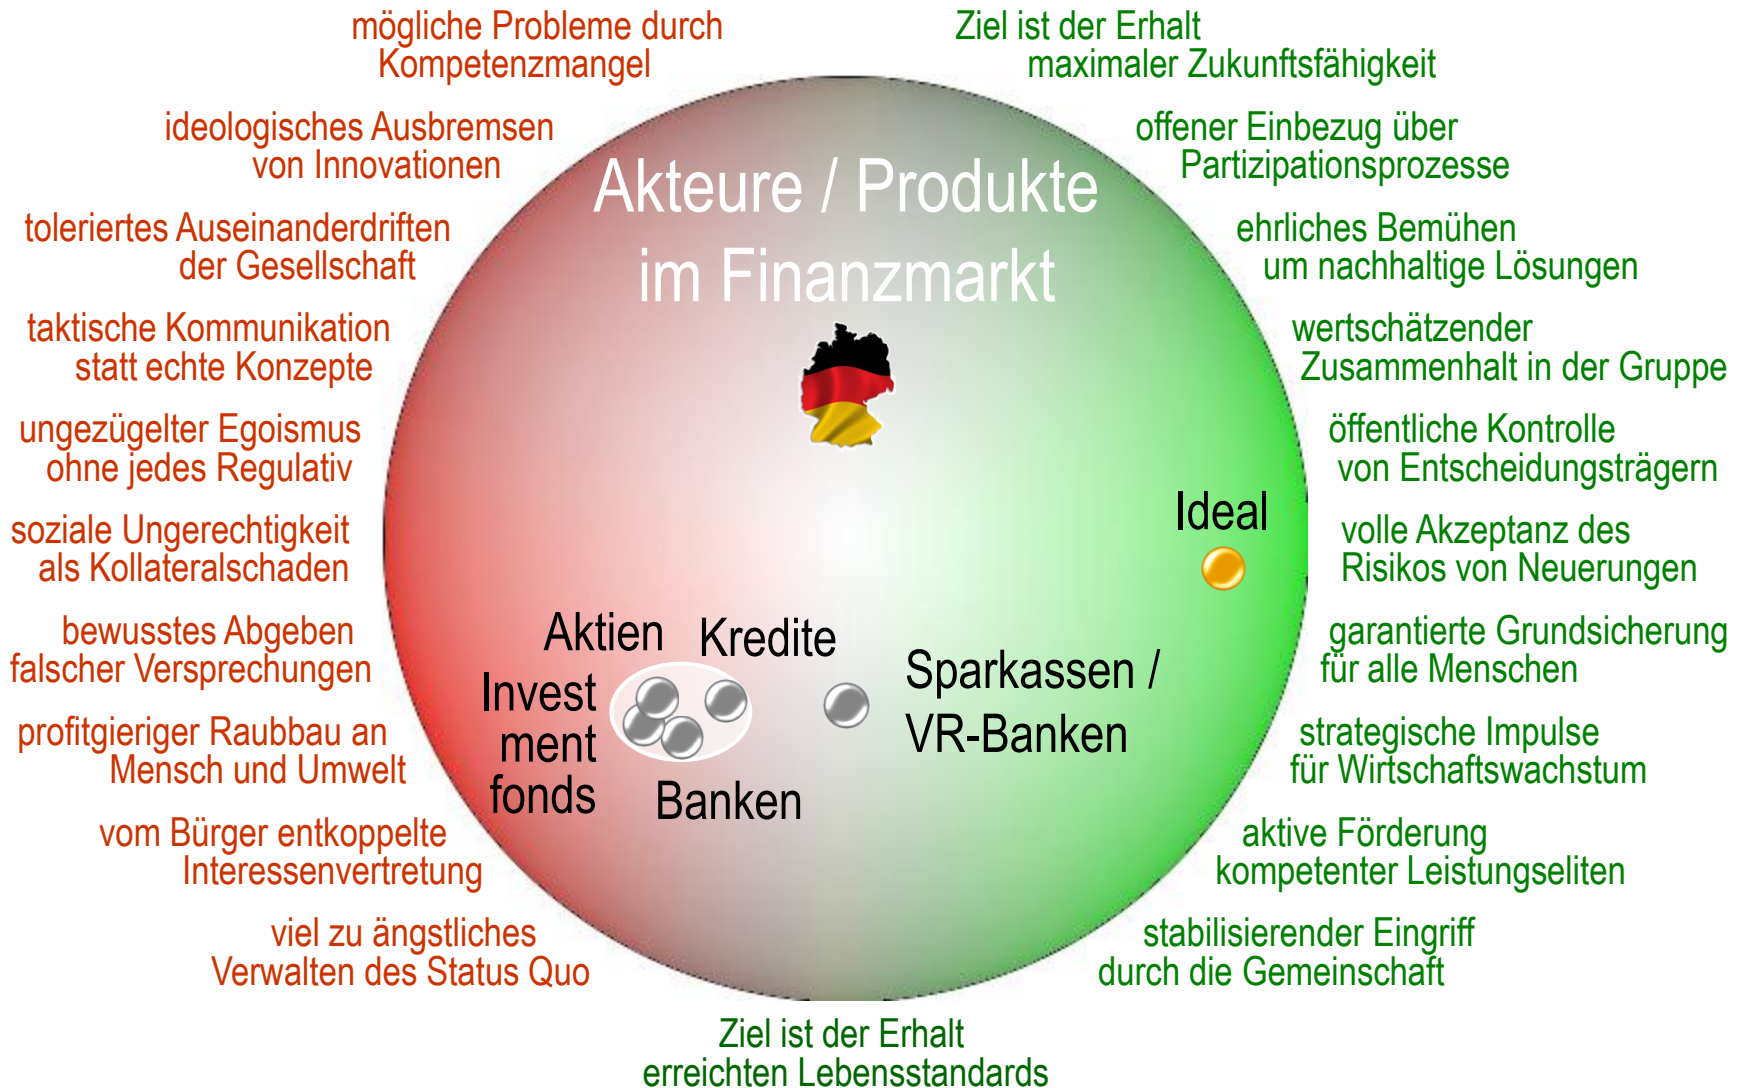 mögliche Probleme durch
Kompetenzmangel
ideologisches Ausbremsen
von Innovationen
toleriertes Auseinanderdriften
der Gesellschaft
taktische Kommunikation
statt echte Konzepte
ungezügelter Egoismus
ohne jedes Regulativ
soziale Ungerechtigkeit
als Kollateralschaden
bewusstes Abgeben
falscher Versprechungen
profitgieriger Raubbau an
Mensch und Umwelt
vom Bürger entkoppelte
Interessenvertretung
viel zu ängstliches
Verwalten des Status Quo
Akteure / Produkte
im Finanzmarkt
Ideal
Aktien
Kredite
Invest
ment
fonds
Banken
Sparkassen /
VR-Banken
Ziel ist der Erhalt
maximaler Zukunftsfähigkeit
offener Einbezug über
Partizipationsprozesse
ehrliches Bemühen
um nachhaltige Lösungen
wertschätzender
Zusammenhalt in der Gruppe
öffentliche Kontrolle
von Entscheidungsträgern
volle Akzeptanz des
Risikos von Neuerungen
garantierte Grundsicherung
für alle Menschen
strategische Impulse
für Wirtschaftswachstum
aktive Förderung
kompetenter Leistungseliten
stabilisierender Eingriff
durch die Gemeinschaft
Ziel ist der Erhalt
erreichten Lebensstandards